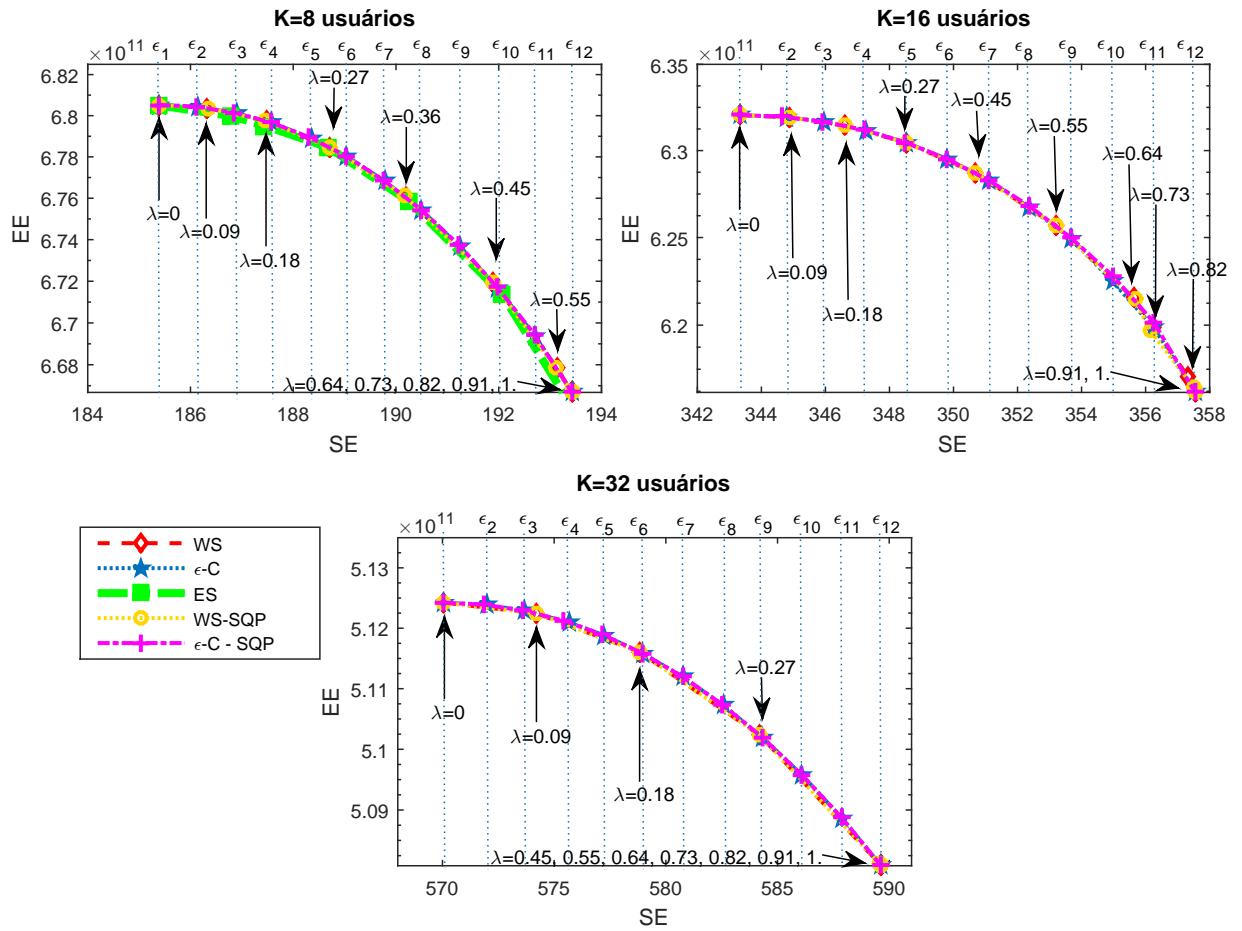 K=8 usuários
×10¹¹ ϵ₁ ϵ₂ ϵ₃ ϵ₄ ϵ₅ ϵ₆ ϵ₇ ϵ₈ ϵ₉ ϵ₁₀ ϵ₁₁ ϵ₁₂
6.82
6.8
6.78
6.76
6.74
6.72
6.7
6.68
EE
λ=0.27
λ=0.36
λ=0.45
λ=0.55
λ=0
λ=0.09
λ=0.18
λ=0.64, 0.73, 0.82, 0.91, 1.
184 186 188 190 192 194
SE
K=16 usuários
×10¹¹ ϵ₂ ϵ₃ ϵ₄ ϵ₅ ϵ₆ ϵ₇ ϵ₈ ϵ₉ ϵ₁₀ ϵ₁₁ ϵ₁₂
6.35
6.3
6.25
6.2
EE
λ=0.27
λ=0.45
λ=0.55
λ=0.64
λ=0.73
λ=0.82
λ=0
λ=0.09
λ=0.18
λ=0.91, 1.
342 344 346 348 350 352 354 356 358
SE
K=32 usuários
×10¹¹ ϵ₂ ϵ₃ ϵ₄ ϵ₅ ϵ₆ ϵ₇ ϵ₈ ϵ₉ ϵ₁₀ ϵ₁₁ ϵ₁₂
WS
ϵ-C
ES
WS-SQP
ϵ-C - SQP
5.13
5.12
5.11
5.1
5.09
EE
λ=0.27
λ=0
λ=0.09
λ=0.18
λ=0.45, 0.55, 0.64, 0.73, 0.82, 0.91, 1.
570 575 580 585 590
SE